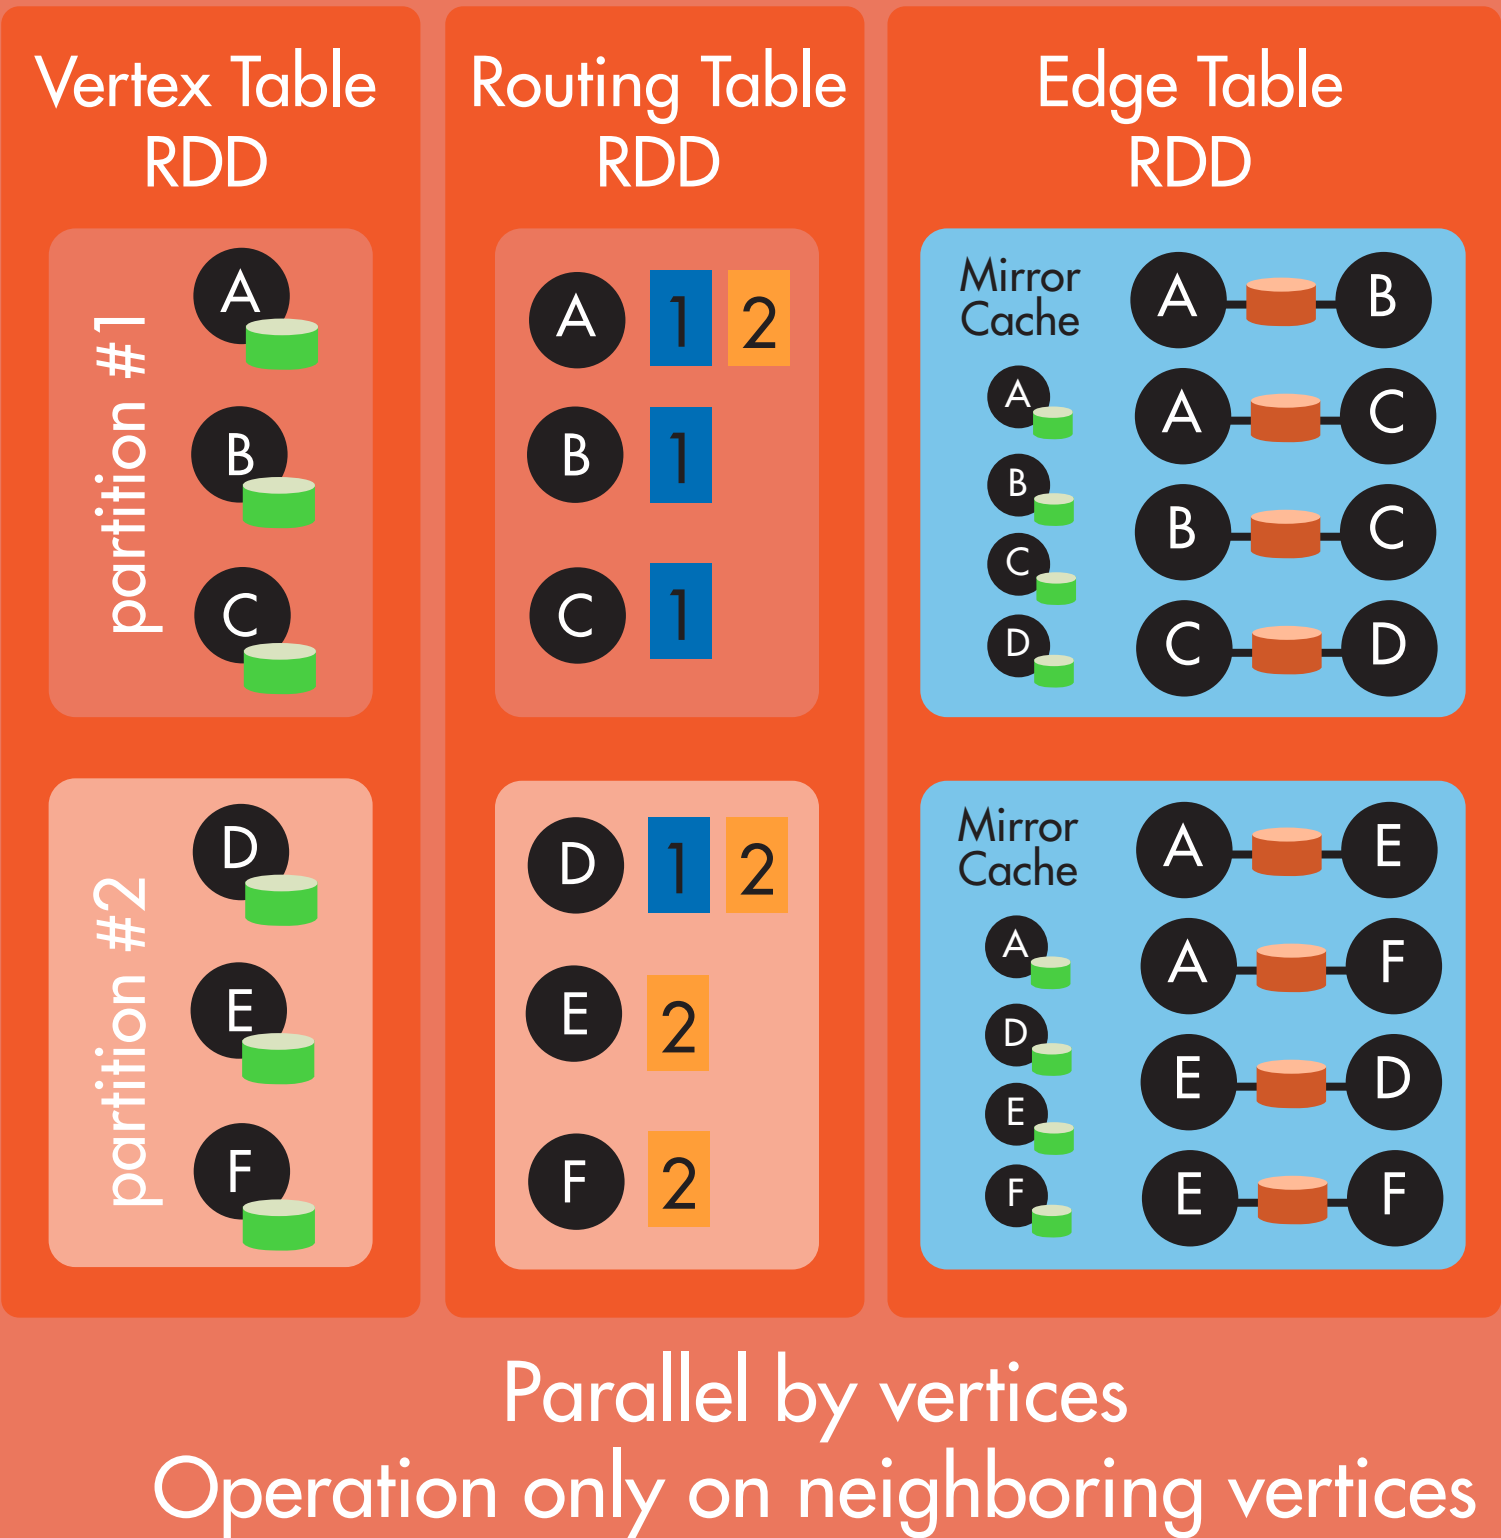 Vertex Table
RDD
partition #1
A
B
C
partition #2
D
E
F
Routing Table
RDD
A 1 2
B 1
C 1
D 1 2
E 2
F 2
Edge Table
RDD
Mirror
Cache
A
B
C
D
A B
A C
B C
C D
Mirror
Cache
A
D
E
F
A E
A F
E D
E F
Parallel by vertices
Operation only on neighboring vertices